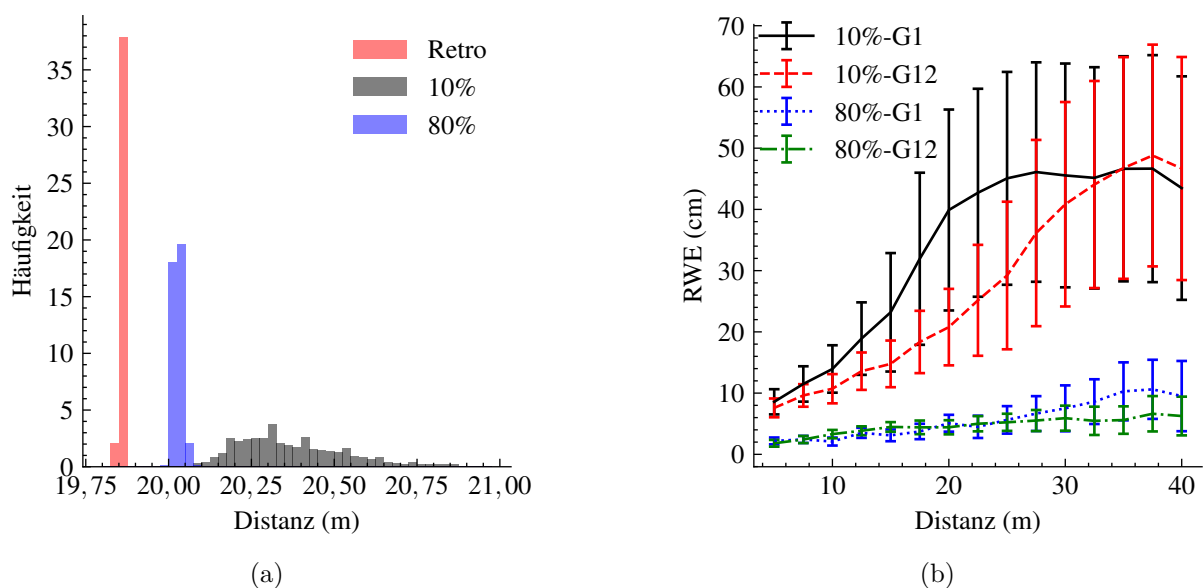 35
30
25
20
15
10
5
0
Häufigkeit
19,75 20,00 20,25 20,50 20,75 21,00
Distanz (m)
Retro
10%
80%
(a)
70
60
50
40
30
20
10
0
RWE (cm)
10 20 30 40
Distanz (m)
10%-G1
10%-G12
80%-G1
80%-G12
(b)